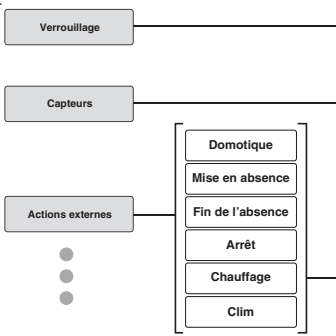 Verrouillage
Capteurs
Domotique
Mise en absence
Actions externes
Fin de l'absence
Arrêt
Chauffage
Clim